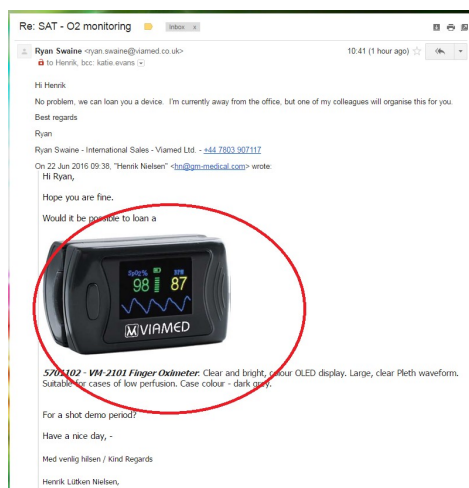 Re: SAT - O2 monitoring Inbox x
Ryan Swaine <ryan.swaine@viamed.co.uk> 10:41 (1 hour ago)
to Henrik, bcc: katie.evans
Hi Henrik
No problem, we can loan you a device. I'm currently away from the office, but one of my colleagues will organise this for you.
Best regards
Ryan
Ryan Swaine - International Sales - Viamed Ltd. - +44 7803 907117
On 22 Jun 2016 09:38, "Henrik Nielsen" <hn@gm-medical.com> wrote:
Hi Ryan,
Hope you are fine.
Would it be possible to loan a
SpO2% BPM
98 87
VIAMED
5701102 - VM-2101 Finger Oximeter. Clear and bright, colour OLED display. Large, clear Pleth waveform.
Suitable for cases of low perfusion. Case colour - dark grey.
For a shot demo period?
Have a nice day, -
Med venlig hilsen / Kind Regards
Henrik Lütken Nielsen,